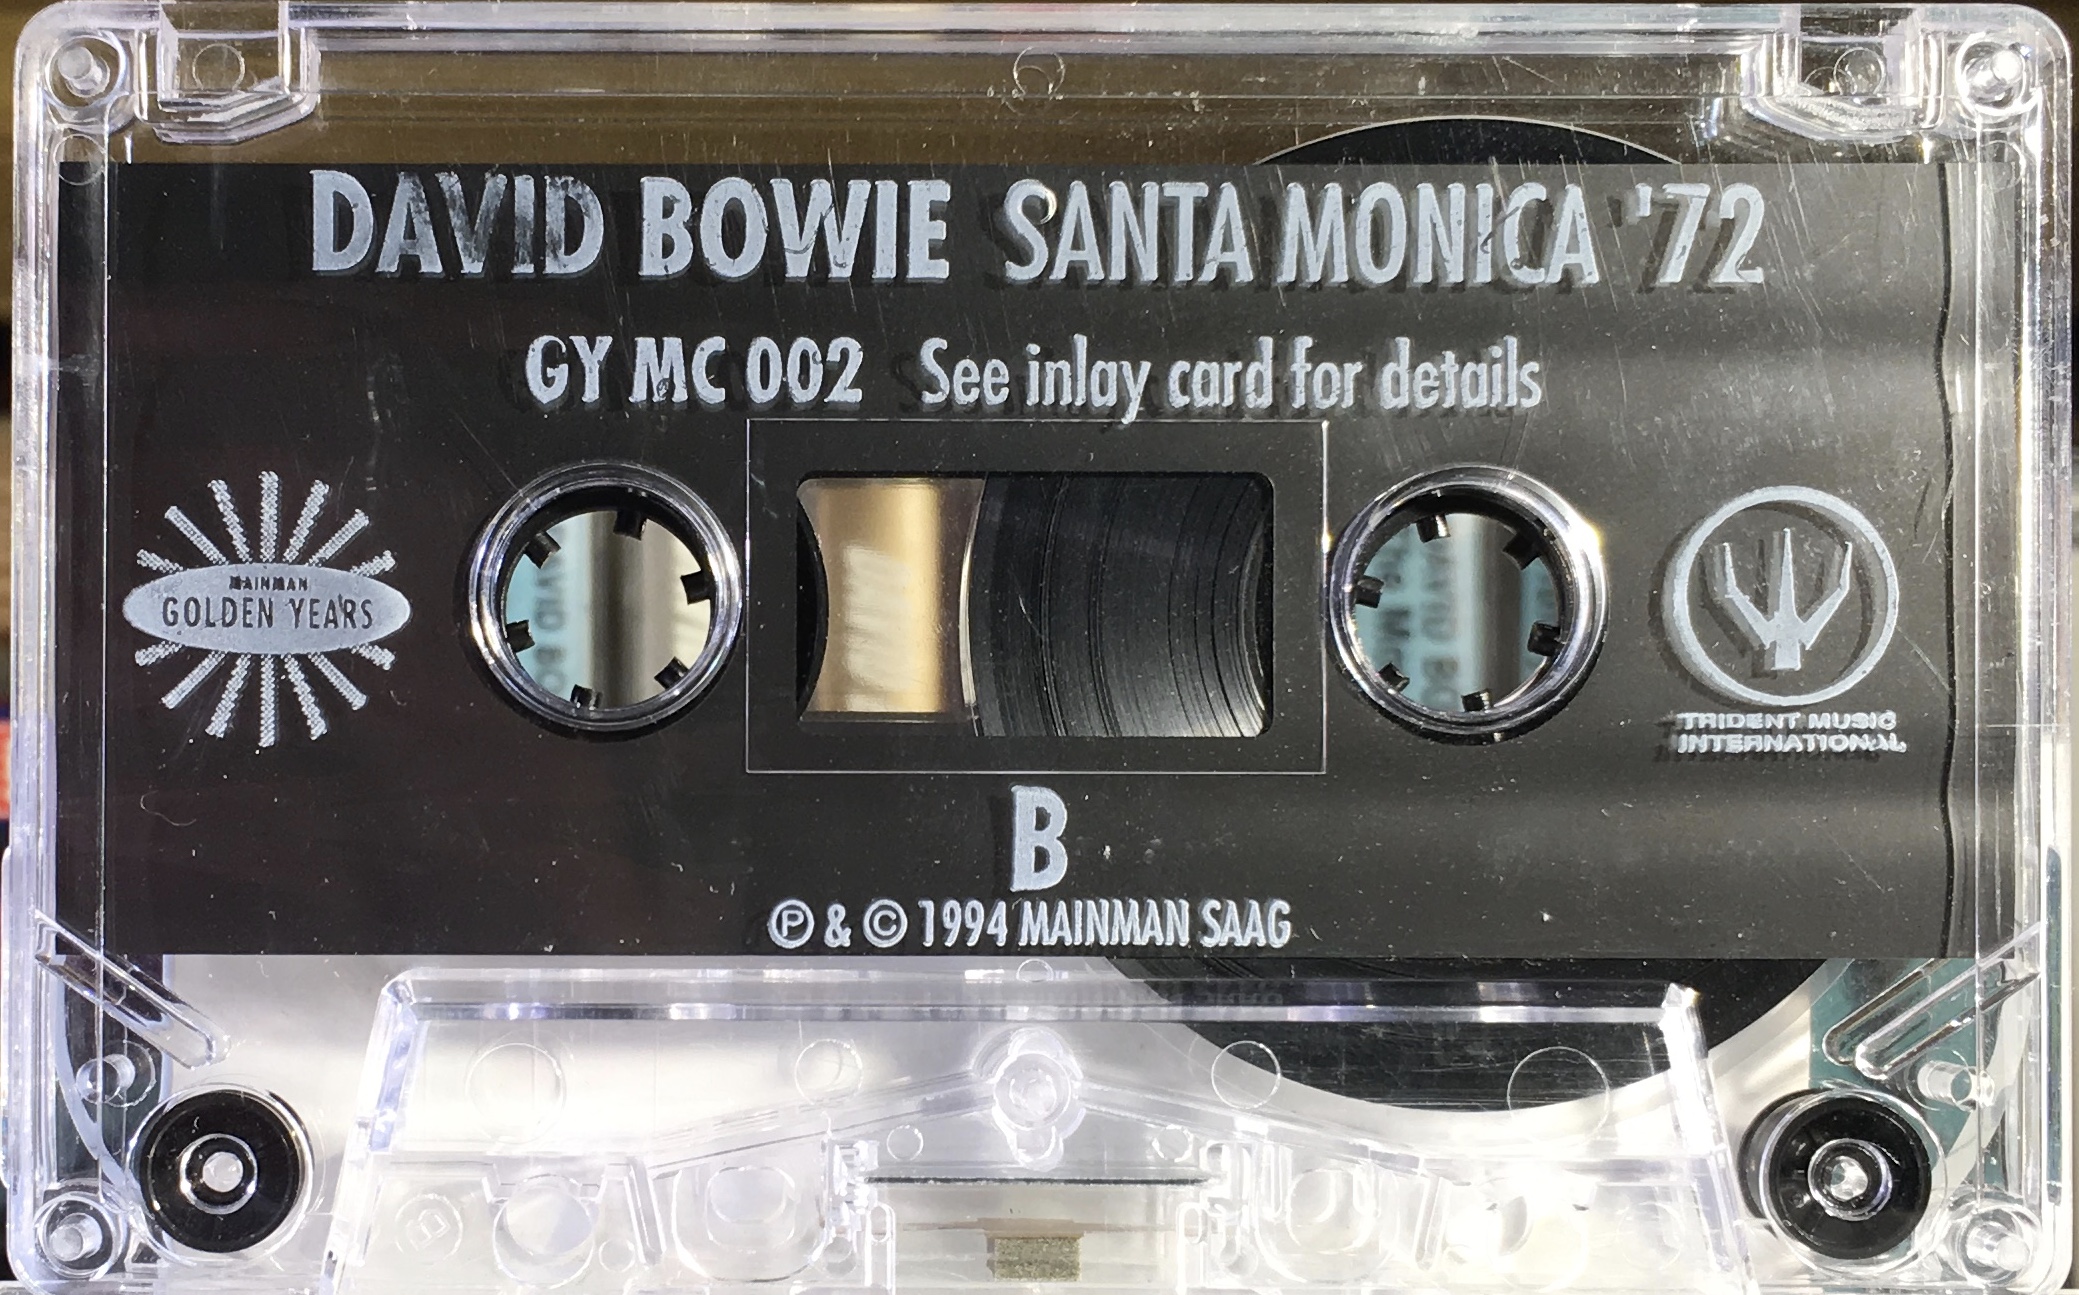 DAVID BOWIE SANTA MONICA '72
GY MC 002 See inlay card for details
MAINMAN
GOLDEN YEARS
TRIDENT MUSIC
INTERNATIONAL
B
℗ & © 1994 MAINMAN SAAG